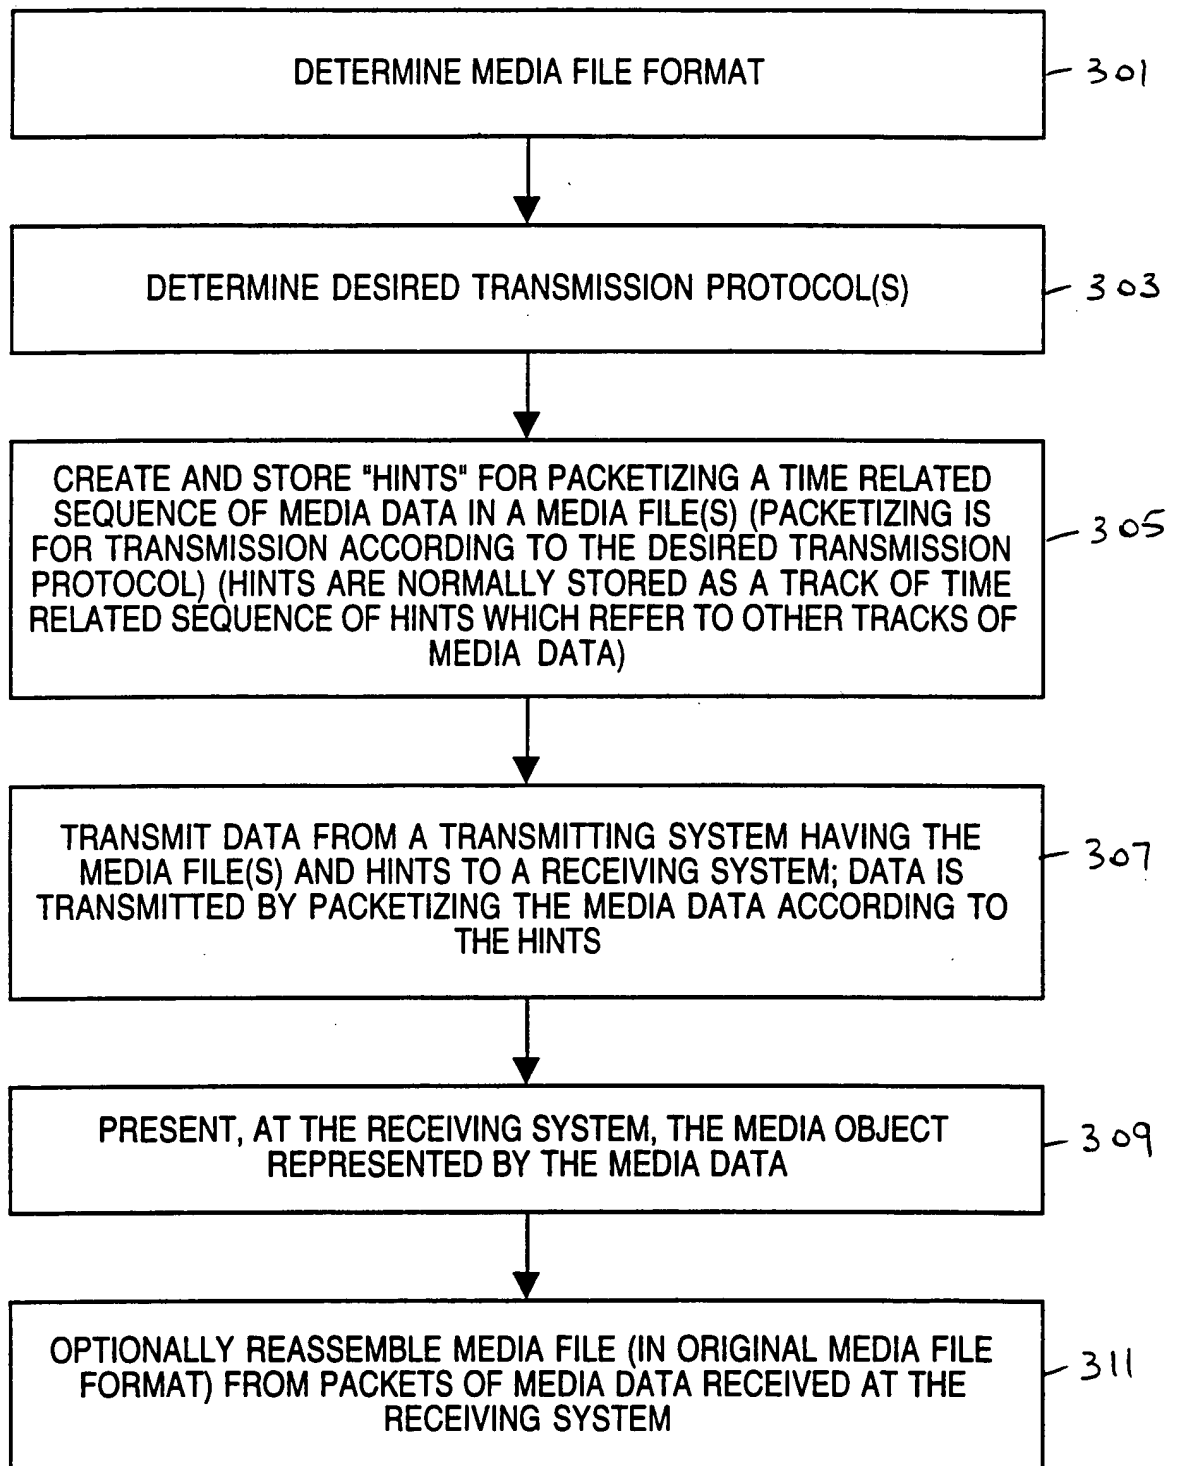 DETERMINE MEDIA FILE FORMAT
301
DETERMINE DESIRED TRANSMISSION PROTOCOL(S)
303
CREATE AND STORE "HINTS" FOR PACKETIZING A TIME RELATED
SEQUENCE OF MEDIA DATA IN A MEDIA FILE(S) (PACKETIZING IS
FOR TRANSMISSION ACCORDING TO THE DESIRED TRANSMISSION
PROTOCOL) (HINTS ARE NORMALLY STORED AS A TRACK OF TIME
RELATED SEQUENCE OF HINTS WHICH REFER TO OTHER TRACKS OF
MEDIA DATA)
305
TRANSMIT DATA FROM A TRANSMITTING SYSTEM HAVING THE
MEDIA FILE(S) AND HINTS TO A RECEIVING SYSTEM; DATA IS
TRANSMITTED BY PACKETIZING THE MEDIA DATA ACCORDING TO
THE HINTS
307
PRESENT, AT THE RECEIVING SYSTEM, THE MEDIA OBJECT
REPRESENTED BY THE MEDIA DATA
309
OPTIONALLY REASSEMBLE MEDIA FILE (IN ORIGINAL MEDIA FILE
FORMAT) FROM PACKETS OF MEDIA DATA RECEIVED AT THE
RECEIVING SYSTEM
311